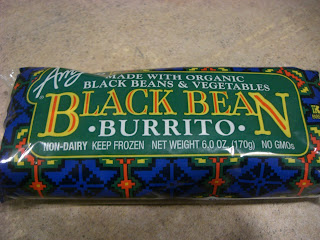 MADE WITH ORGANIC
BLACK BEANS & VEGETABLES
BLACK BEAN
•BURRITO•
NON-DAIRY KEEP FROZEN NET WEIGHT 6.0 OZ (170g) NO GMOs